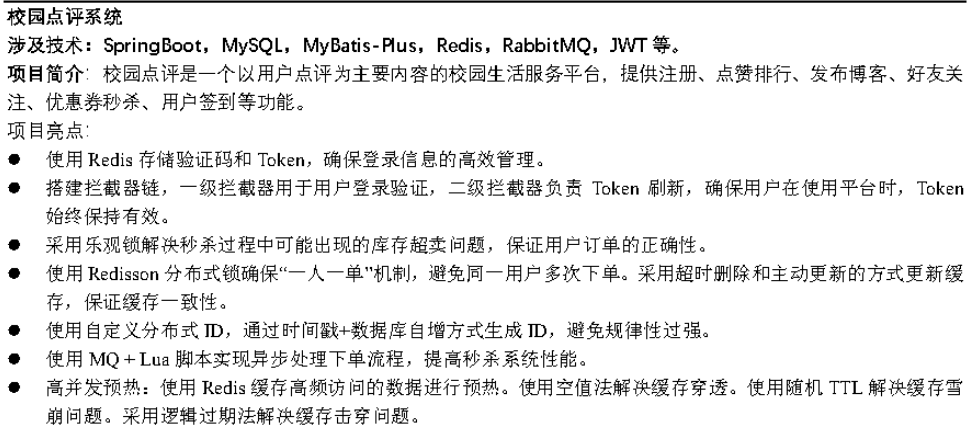 校园点评系统
涉及技术：SpringBoot，MySQL，MyBatis-Plus，Redis，RabbitMQ，JWT 等。
项目简介：校园点评是一个以用户点评为主要内容的校园生活服务平台，提供注册、点赞排行、发布博客、好友关
注、优惠券秒杀、用户签到等功能。
项目亮点：
● 使用 Redis 存储验证码和 Token，确保登录信息的高效管理。
● 搭建拦截器链，一级拦截器用于用户登录验证，二级拦截器负责 Token 刷新，确保用户在使用平台时，Token
始终保持有效。
● 采用乐观锁解决秒杀过程中可能出现的库存超卖问题，保证用户订单的正确性。
● 使用 Redisson 分布式锁确保“一人一单”机制，避免同一用户多次下单。采用超时删除和主动更新的方式更新缓
存，保证缓存一致性。
● 使用自定义分布式 ID，通过时间戳+数据库自增方式生成 ID，避免规律性过强。
● 使用 MQ + Lua 脚本实现异步处理下单流程，提高秒杀系统性能。
● 高并发预热：使用 Redis 缓存高频访问的数据进行预热。使用空值法解决缓存穿透。使用随机 TTL 解决缓存雪
崩问题。采用逻辑过期法解决缓存击穿问题。